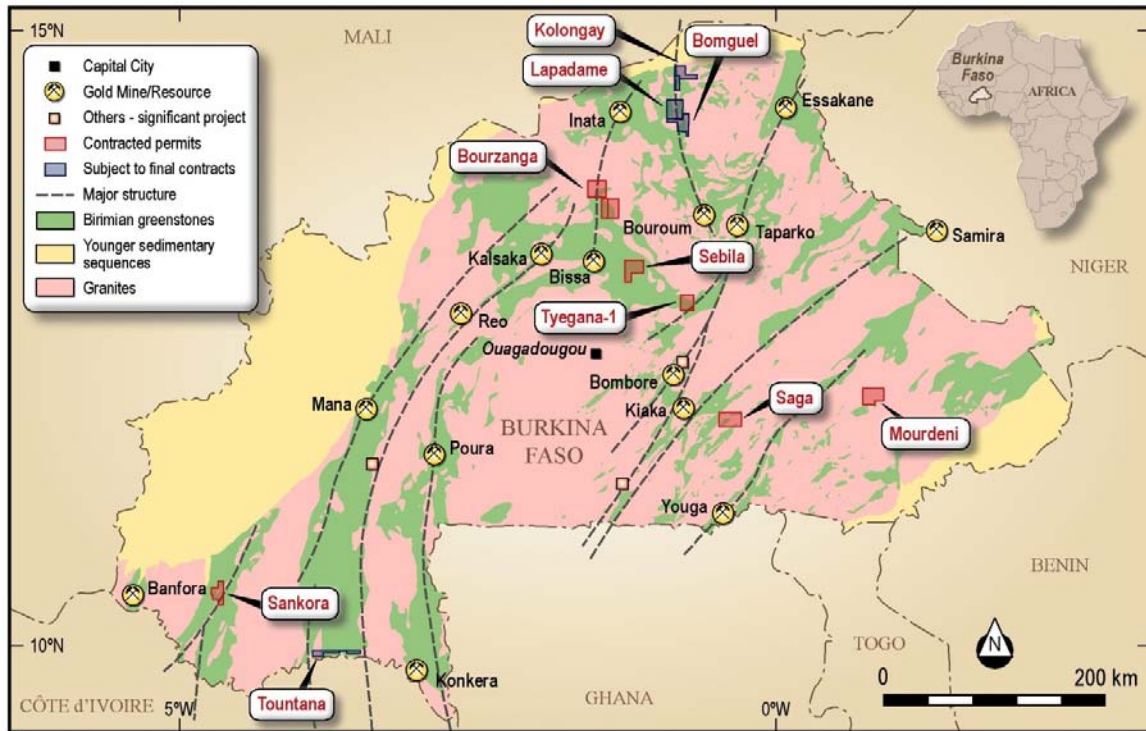 15°N
MALI
Kolongay
Bomguel
Lapadame
Burkina
Faso
AFRICA
Capital City
Gold Mine/Resource
Others - significant project
Contracted permits
Subject to final contracts
Major structure
Birimian greenstones
Younger sedimentary
sequences
Granites
Inata
Essakane
Bourzanga
Bouroum
Taparko
Samira
Kalsaka
Bissa
Sebila
NIGER
Reo
Tyegana-1
Ouagadougou
Bombore
Mana
Kiaka
Saga
BURKINA
FASO
Mourdeni
Poura
Youga
BENIN
Banfora
Sankora
TOGO
N
10°N
Konkera
0
200 km
Tountana
CÔTE d'IVOIRE
5°W
GHANA
0°W